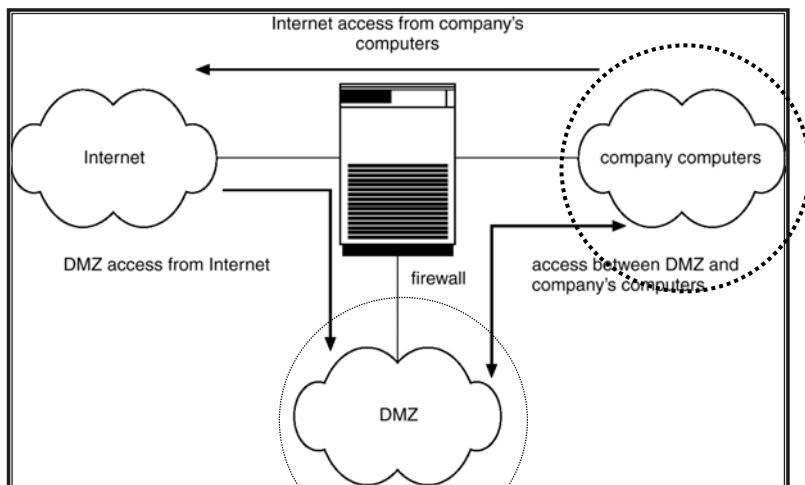 Internet access from company's
computers
Internet
company computers
DMZ access from Internet
firewall
access between DMZ and
company's computers
DMZ